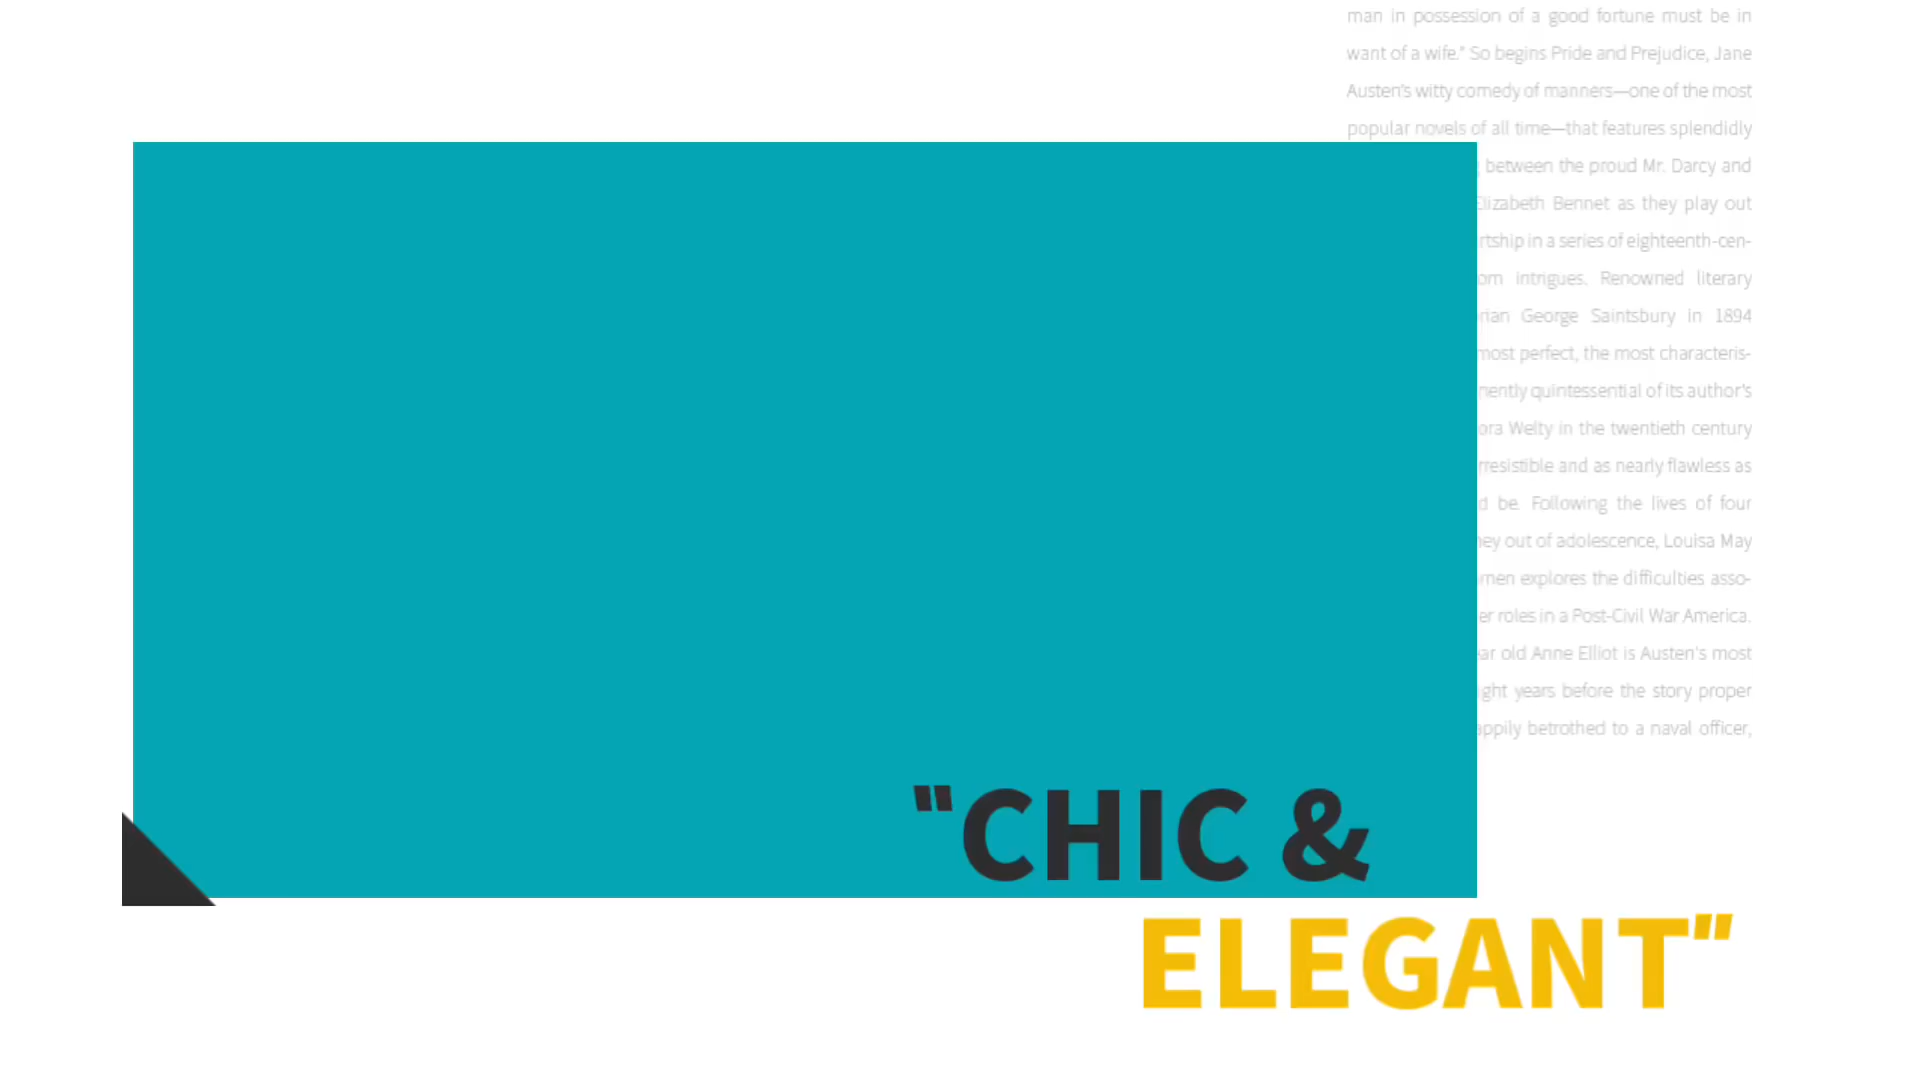 man in possession of a good fortune must be in
want of a wife." So begins Pride and Prejudice, Jane
Austen's witty comedy of manners—one of the most
popular novels of all time—that features splendidly
between the proud Mr. Darcy and
Elizabeth Bennet as they play out
rtship in a series of eighteenth-cen-
om intrigues. Renowned literary
rian George Saintsbury in 1894
most perfect, the most characteris-
nently quintessential of its author's
ora Welty in the twentieth century
rresistible and as nearly flawless as
d be. Following the lives of four
ney out of adolescence, Louisa May
men explores the difficulties asso-
er roles in a Post-Civil War America.
ar old Anne Elliot is Austen's most
ght years before the story proper
appily betrothed to a naval officer,
"CHIC &
ELEGANT"